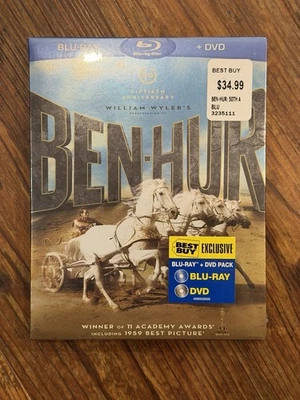 BLU-RAY
Blu-ray Disc
+ DVD
BEST BUY
$34.99
BEN-HUR: 50TH A
BLU
3235111
FIFTIETH
ANNIVERSARY
WILLIAM WYLER'S
PRESENTATION OF
BEN-HUR
BEST BUY EXCLUSIVE
BLU-RAY + DVD PACK
BLU-RAY
DVD
WINNER OF 11 ACADEMY AWARDS
INCLUDING 1959 BEST PICTURE